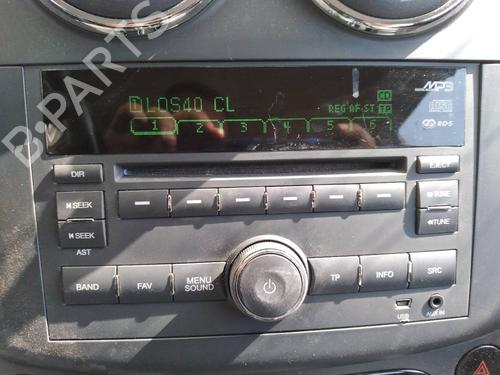 B-PARTS
DLOS40 CL
CD
REG AF ST TP
1 2 3 4 5 6
MP3
RDS
DIR
EJECT
SEEK
TUNE
SEEK
TUNE
AST
BAND
FAV
MENU
SOUND
TP
INFO
SRC
USB
AUX IN